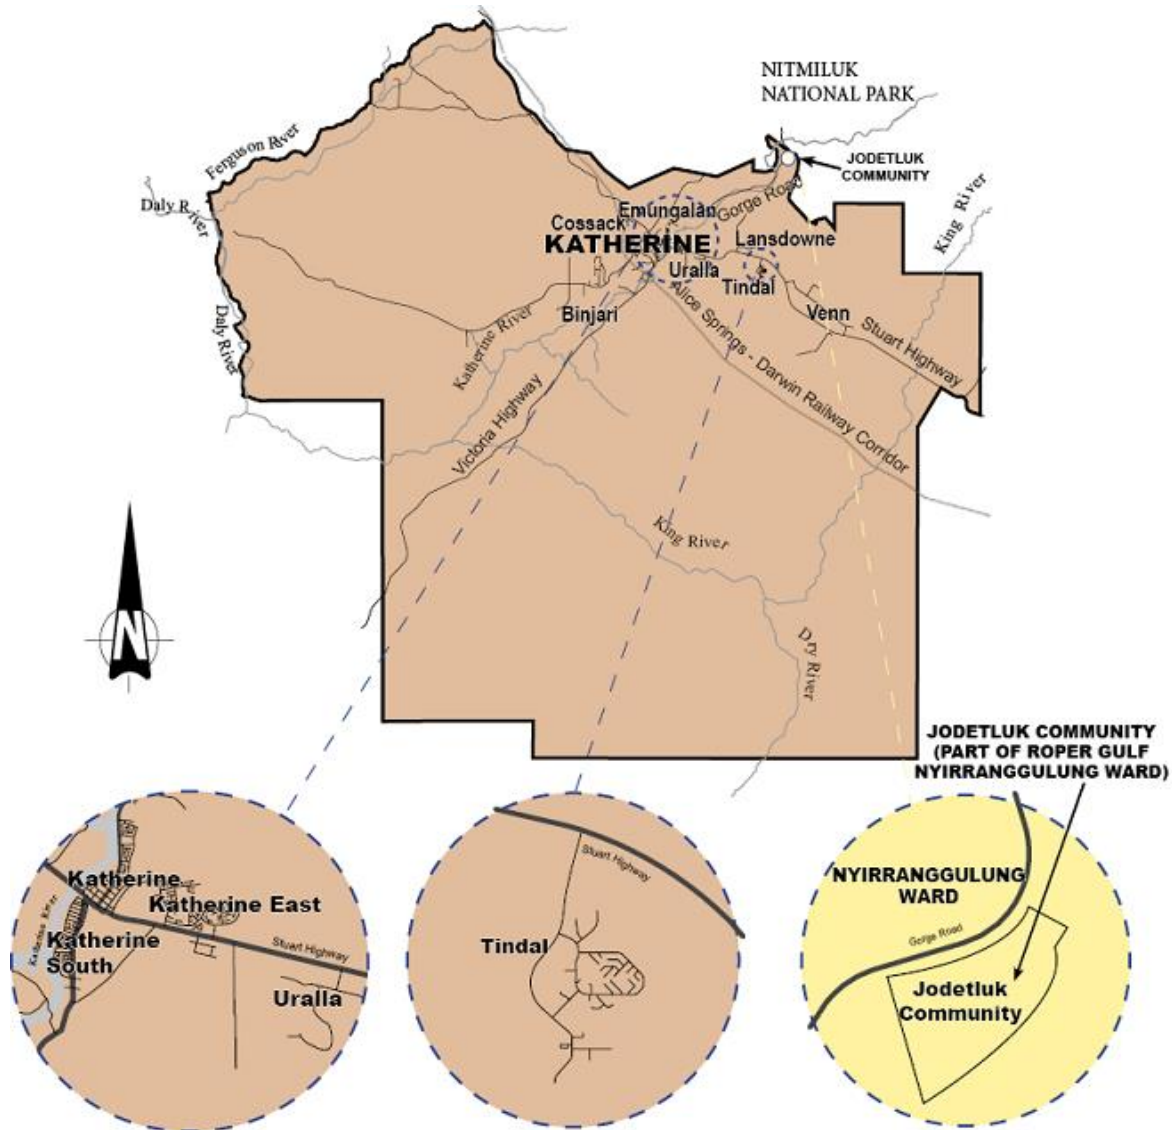 NITMILUK
NATIONAL PARK
JODETLUK
COMMUNITY
Ferguson River
Daly River
King River
Emungalan
Gorge Road
Cossack
KATHERINE
Lansdowne
Uralla
Tindal
Daly River
Binjari
Venn
Katherine River
Stuart Highway
Alice Springs - Darwin Railway Corridor
Victoria Highway
King River
Dry River
N
JODETLUK COMMUNITY
(PART OF ROPER GULF
NYIRRANGGULUNG WARD)
Katherine
Katherine East
Katherine River
Katherine
South
Stuart Highway
Uralla
Stuart Highway
Tindal
NYIRRANGGULUNG
WARD
Gorge Road
Jodetluk
Community